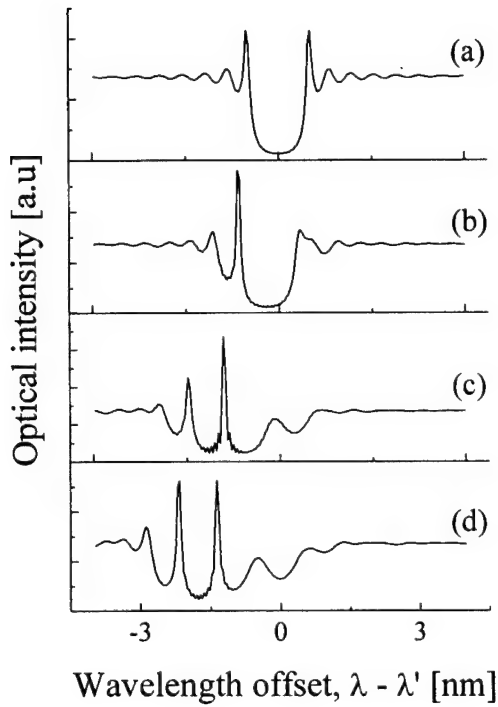 (a)
(b)
(c)
(d)
Optical intensity [a.u]
-3 0 3
Wavelength offset, λ - λ' [nm]